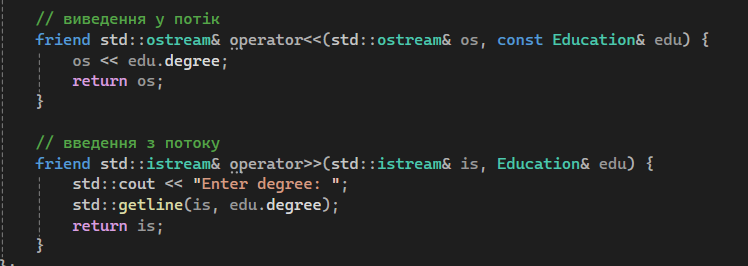 // виведення у потік
friend std::ostream& operator<<(std::ostream& os, const Education& edu) {
os << edu.degree;
return os;
}
// введення з потоку
friend std::istream& operator>>(std::istream& is, Education& edu) {
std::cout << "Enter degree: ";
std::getline(is, edu.degree);
return is;
}
};